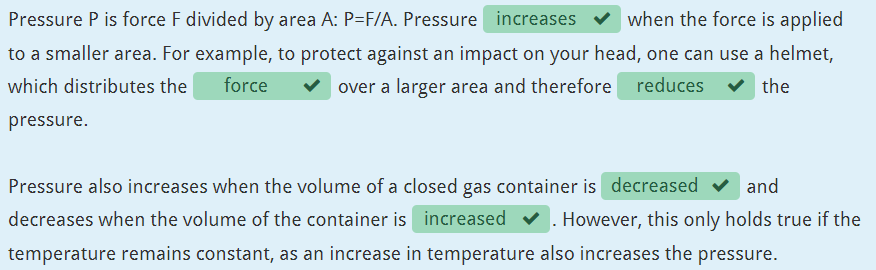 Pressure P is force F divided by area A: P=F/A. Pressure increases ✔ when the force is applied
to a smaller area. For example, to protect against an impact on your head, one can use a helmet,
which distributes the force ✔ over a larger area and therefore reduces ✔ the
pressure.
Pressure also increases when the volume of a closed gas container is decreased ✔ and
decreases when the volume of the container is increased ✔. However, this only holds true if the
temperature remains constant, as an increase in temperature also increases the pressure.